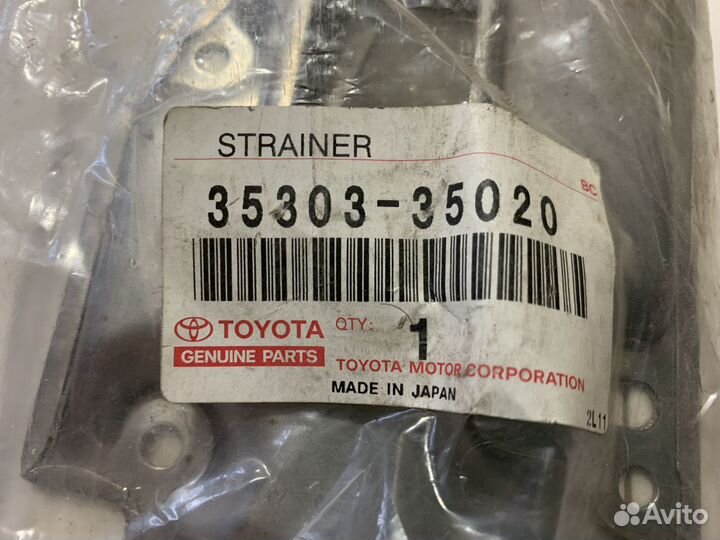 STRAINER
BC
35303-35020
TOYOTA
GENUINE PARTS
QTY: 1
TOYOTA MOTOR CORPORATION
MADE IN JAPAN
2L11
Avito